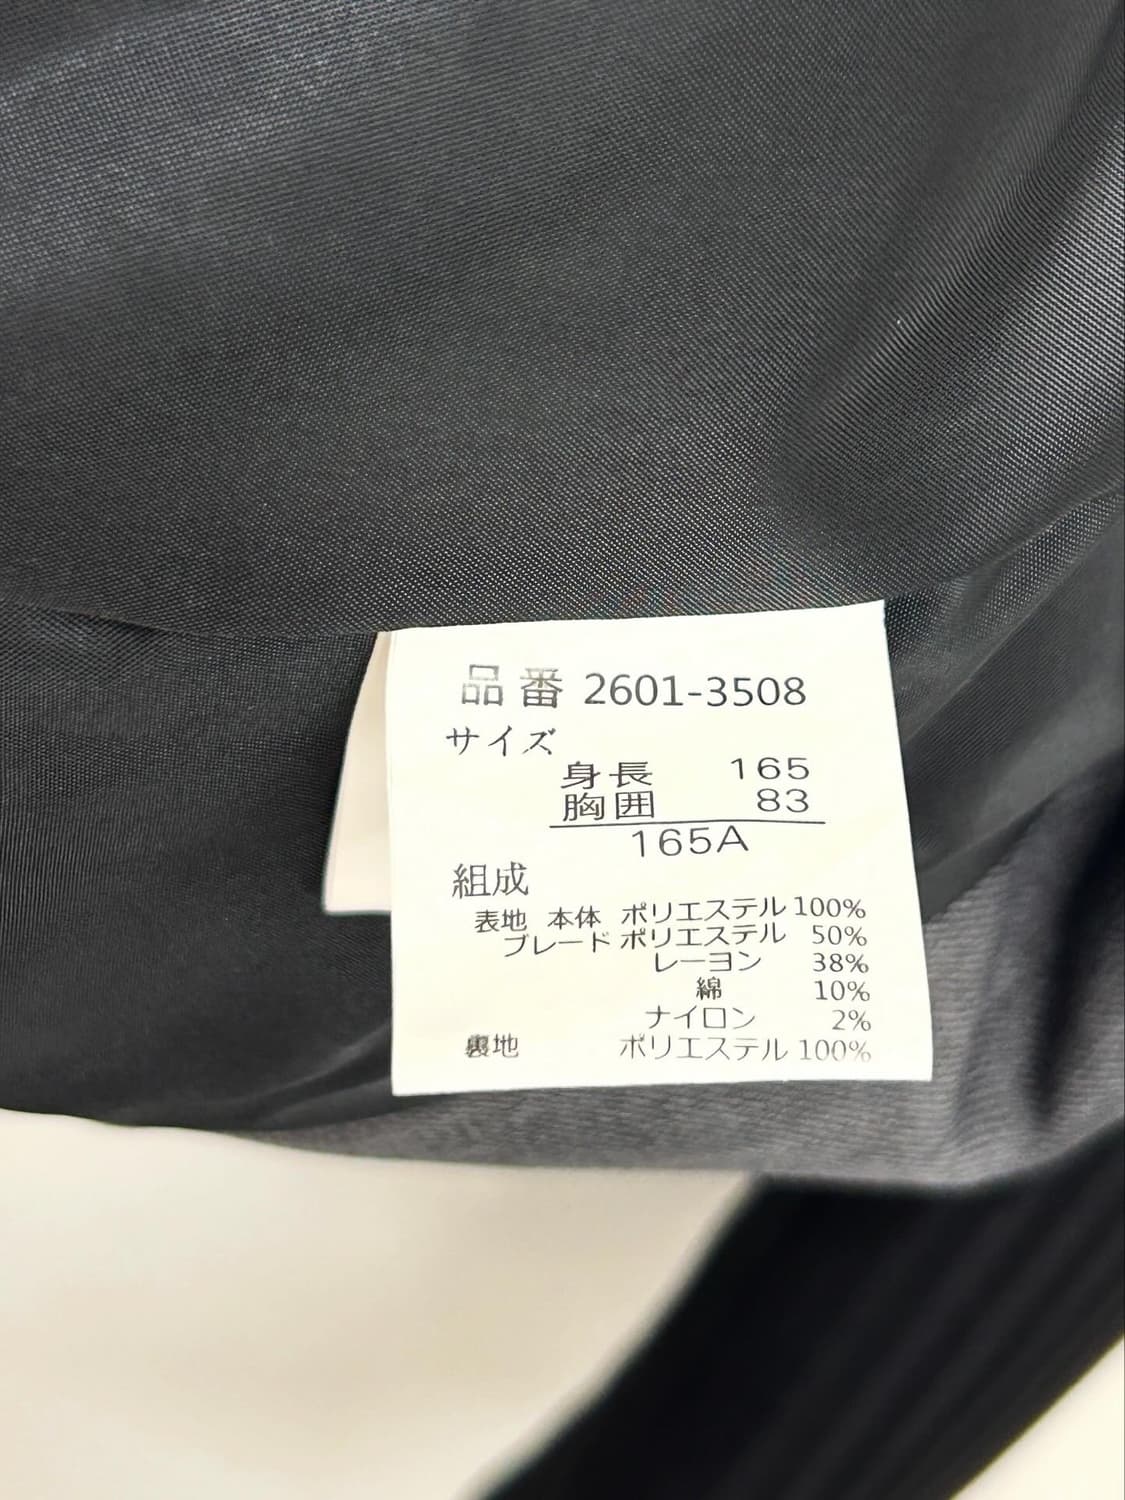 品番 2601-3508
サイズ
身長 165
胸囲 83
165A
組成
表地 本体 ポリエステル 100%
ブレード ポリエステル 50%
レーヨン 38%
綿 10%
ナイロン 2%
裏地 ポリエステル 100%